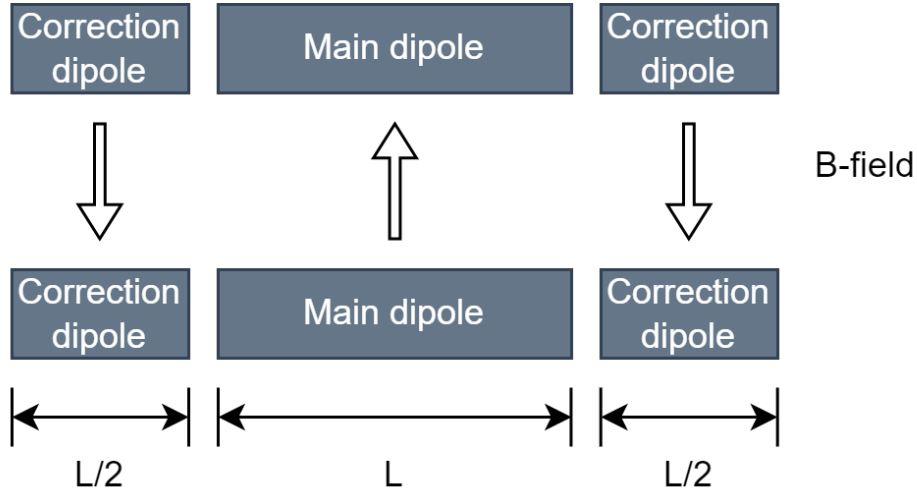 Correction
dipole
Main dipole
Correction
dipole
B-field
Correction
dipole
Main dipole
Correction
dipole
L/2
L
L/2